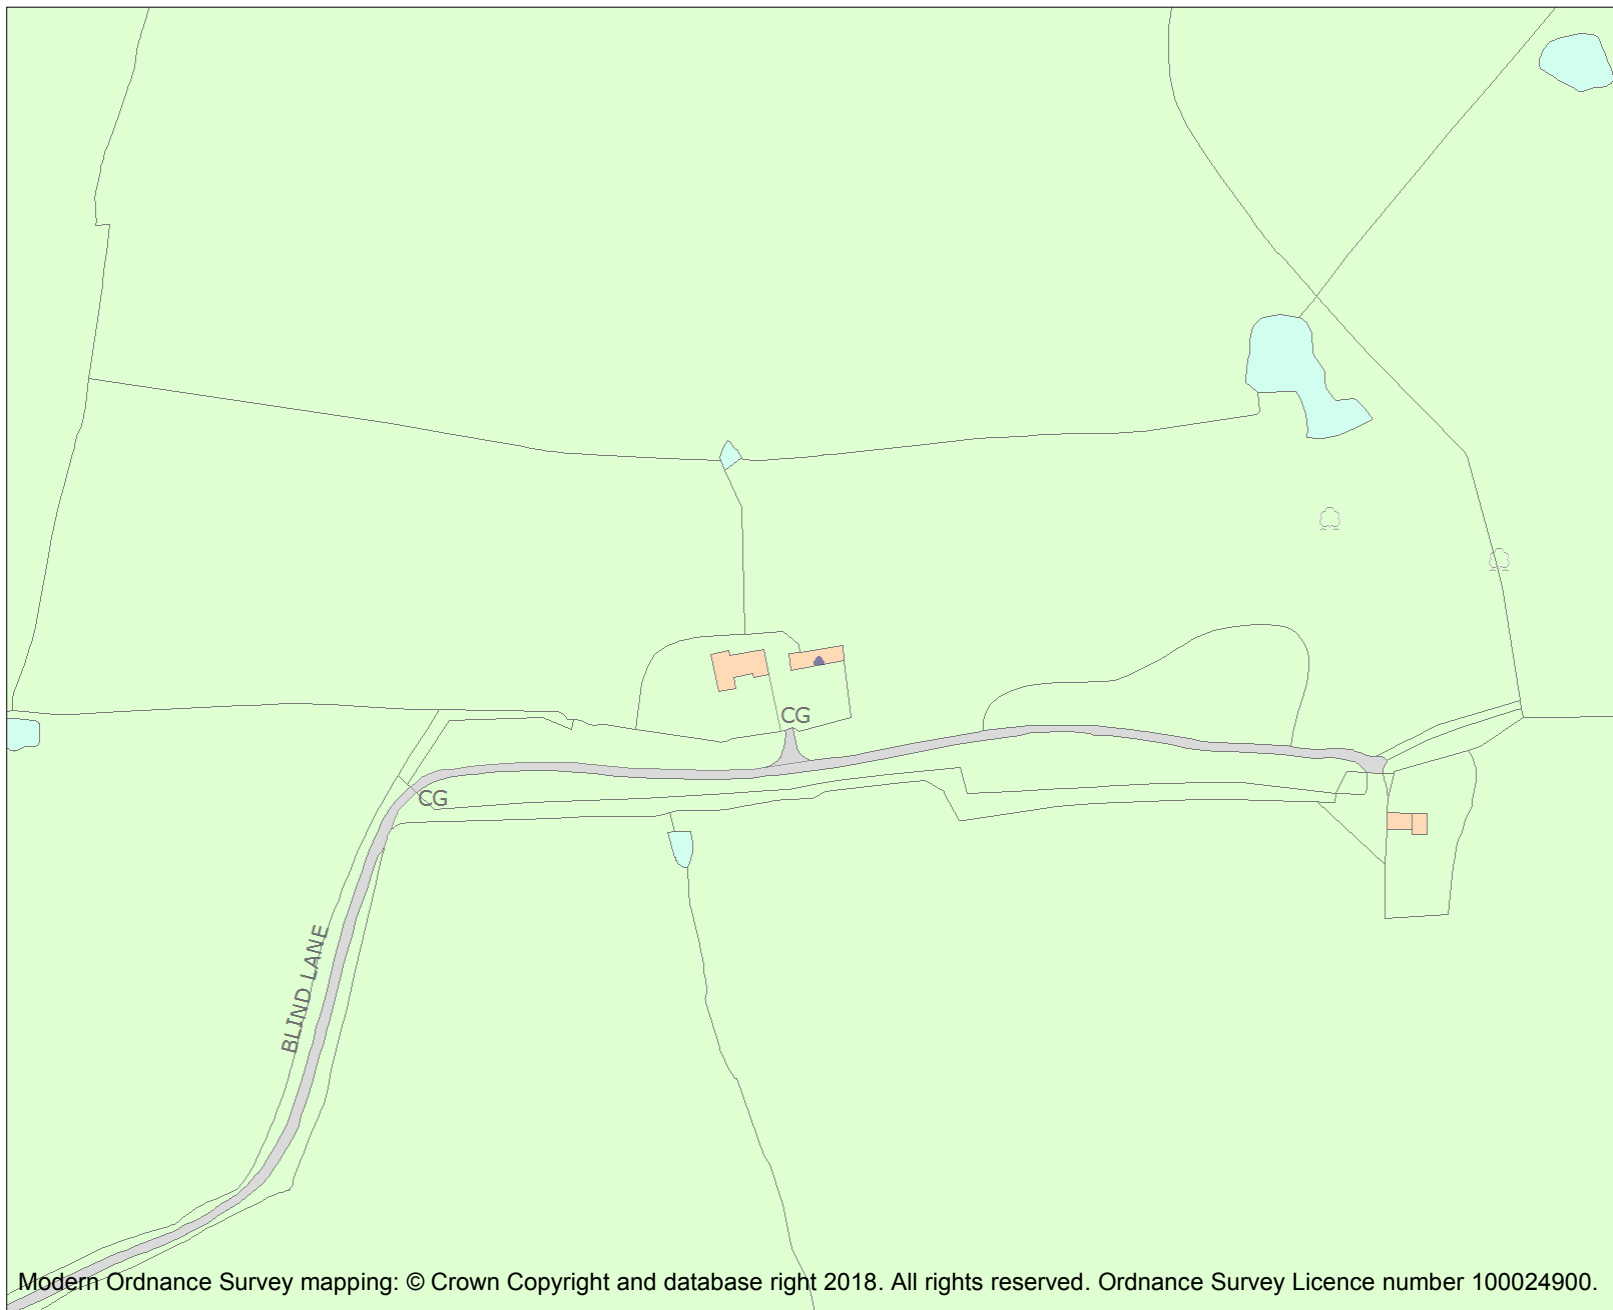 CG
CG
BLIND LANE
Modern Ordnance Survey mapping: © Crown Copyright and database right 2018. All rights reserved. Ordnance Survey Licence number 100024900.